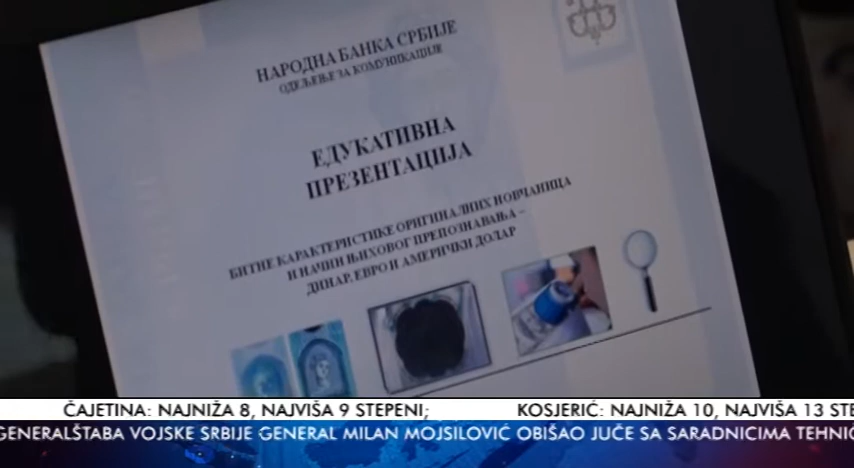 НАРОДНА БАНКА СРБИЈЕ
ОДЕЉЕЊЕ ЗА КОМУНИКАЦИЈЕ
ЕДУКАТИВНА
ПРЕЗЕНТАЦИЈА
БИТНЕ КАРАКТЕРИСТИКЕ ОРИГИНАЛНИХ НОВЧАНИЦА
И НАЧИН ЊИХОВОГ ПРЕПОЗНАВАЊА –
ДИНАР, ЕВРО И АМЕРИЧКИ ДОЛАР
ČAJETINA: NAJNIŽA 8, NAJVIŠA 9 STEPENI; KOSJERIĆ: NAJNIŽA 10, NAJVIŠA 13 STE
GENERALŠTABA VOJSKE SRBIJE GENERAL MILAN MOJSILOVIĆ OBIŠAO JUČE SA SARADNICIMA TEHNIČ